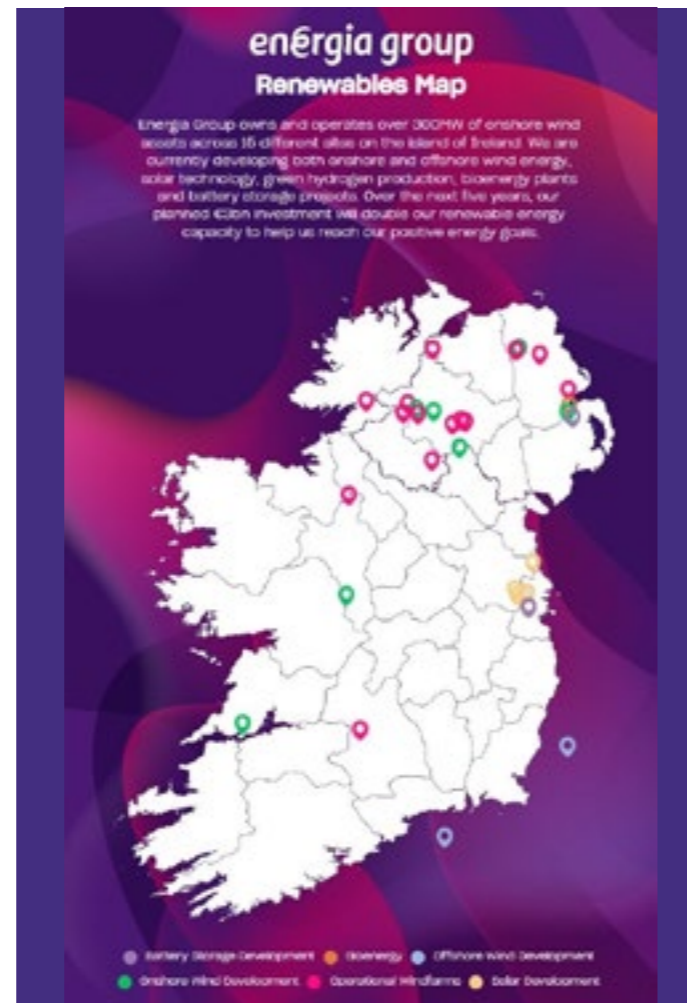 energia group
Renewables Map
Energia Group owns and operates over 300MW of onshore wind
assets across 16 different sites on the island of Ireland. We are
currently developing both onshore and offshore wind energy,
solar technology, green hydrogen production, bioenergy plants
and battery storage projects. Over the next five years, our
planned €3bn investment will double our renewable energy
capacity to help us reach our positive energy goals.
Battery Storage Development Bioenergy Offshore Wind Development
Onshore Wind Development Operational Windfarms Solar Development